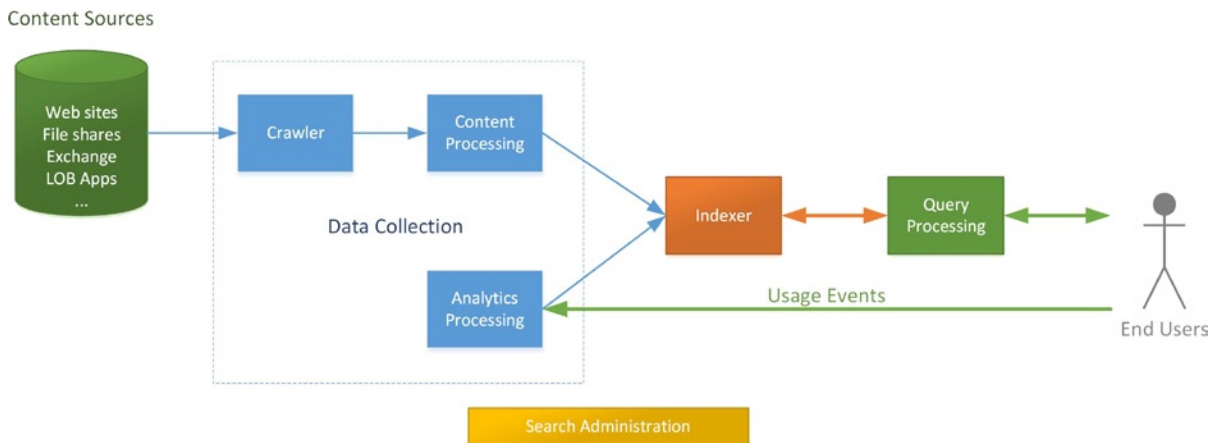 Content Sources
Web sites
File shares
Exchange
LOB Apps
...
Crawler
Content
Processing
Data Collection
Analytics
Processing
Indexer
Query
Processing
Usage Events
End Users
Search Administration